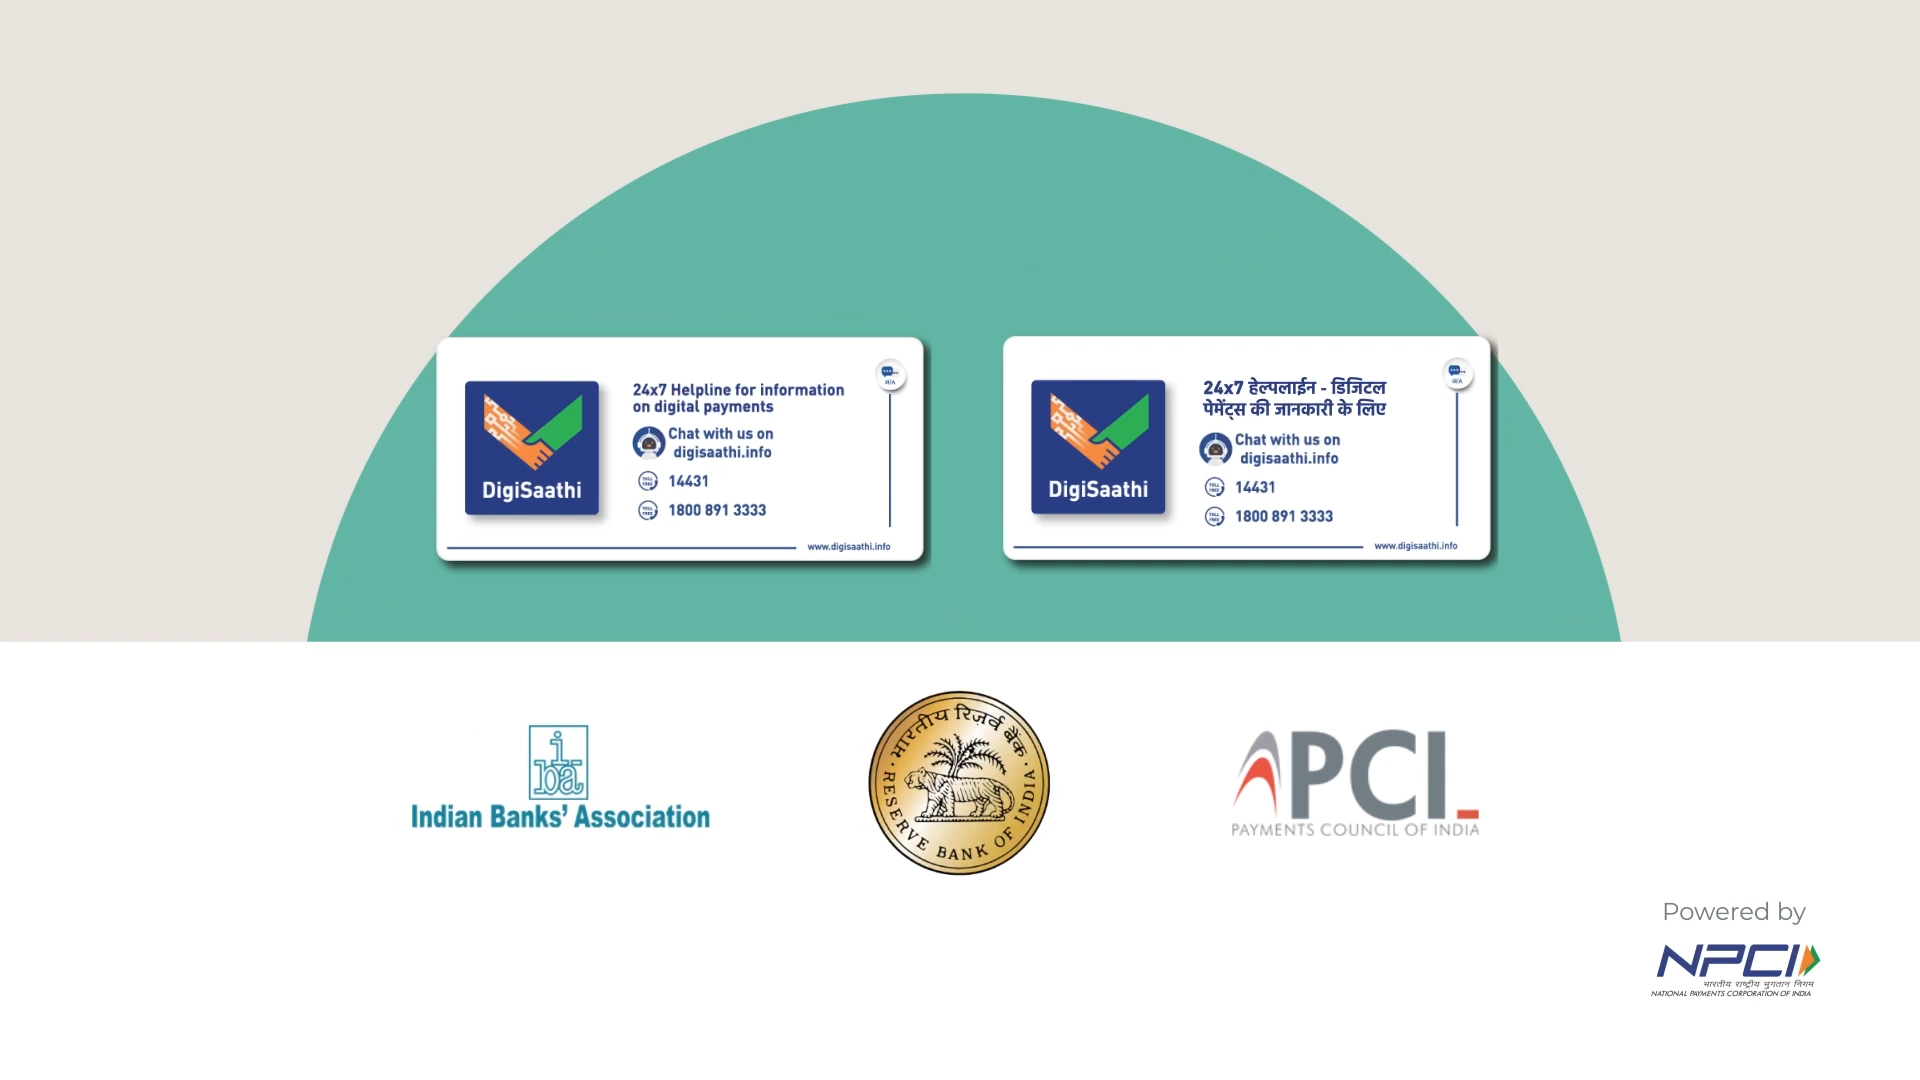 24x7 Helpline for information
on digital payments
Chat with us on
digisaathi.info
14431
1800 891 3333
DigiSaathi
www.digisaathi.info
24x7 हेल्पलाईन - डिजिटल
पेमेंट्स की जानकारी के लिए
Chat with us on
digisaathi.info
14431
1800 891 3333
DigiSaathi
www.digisaathi.info
iba
Indian Banks' Association
भारतीय रिज़र्व बैंक
RESERVE BANK OF INDIA
PCI
PAYMENTS COUNCIL OF INDIA
Powered by
NPCI
भारतीय राष्ट्रीय भुगतान निगम
NATIONAL PAYMENTS CORPORATION OF INDIA